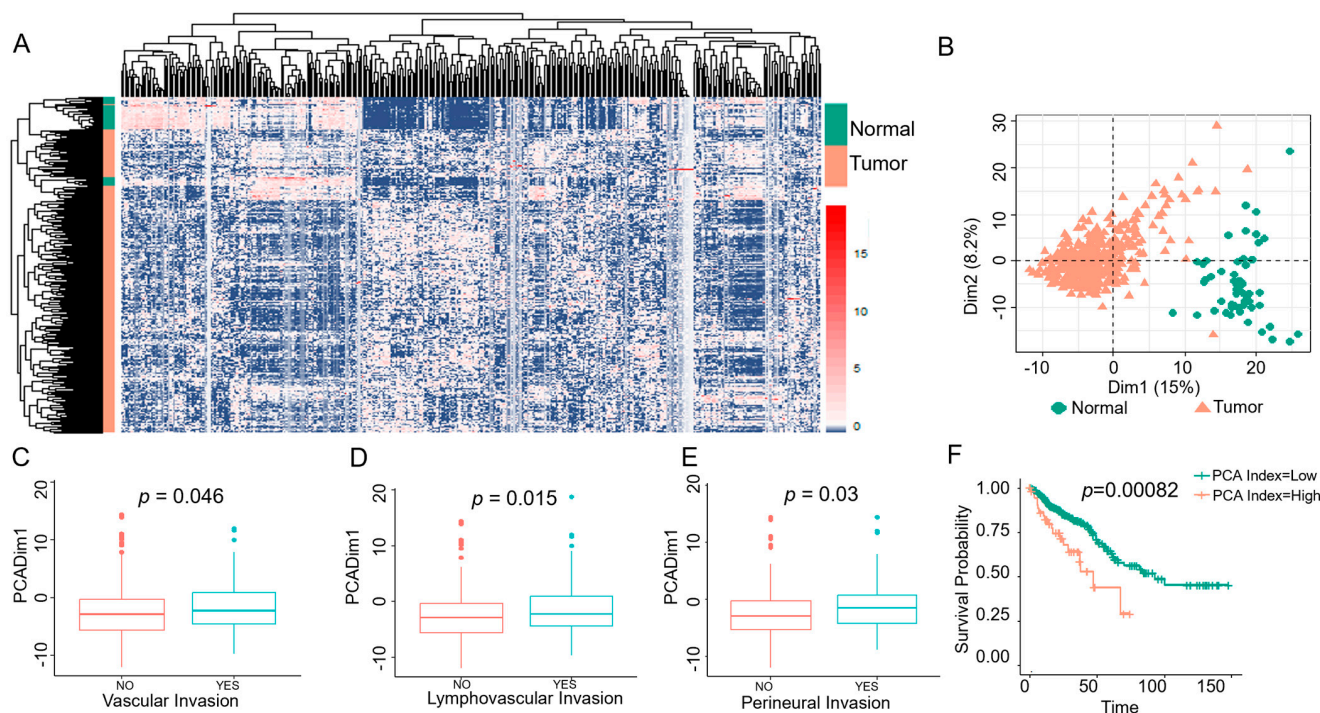 A
Normal
Tumor
15
10
5
0
B
30
20
10
0
-10
Dim2 (8.2%)
-10
0
10
20
Dim1 (15%)
Normal
Tumor
C
p = 0.046
20
10
0
-10
PCADim1
NO
YES
Vascular Invasion
D
p = 0.015
20
10
0
-10
PCADim1
NO
YES
Lymphovascular Invasion
E
p = 0.03
20
10
0
-10
PCADim1
NO
YES
Perineural Invasion
F
PCA Index=Low
PCA Index=High
p=0.00082
1.00
0.75
0.50
0.25
0.00
Survival Probability
0
50
100
150
Time